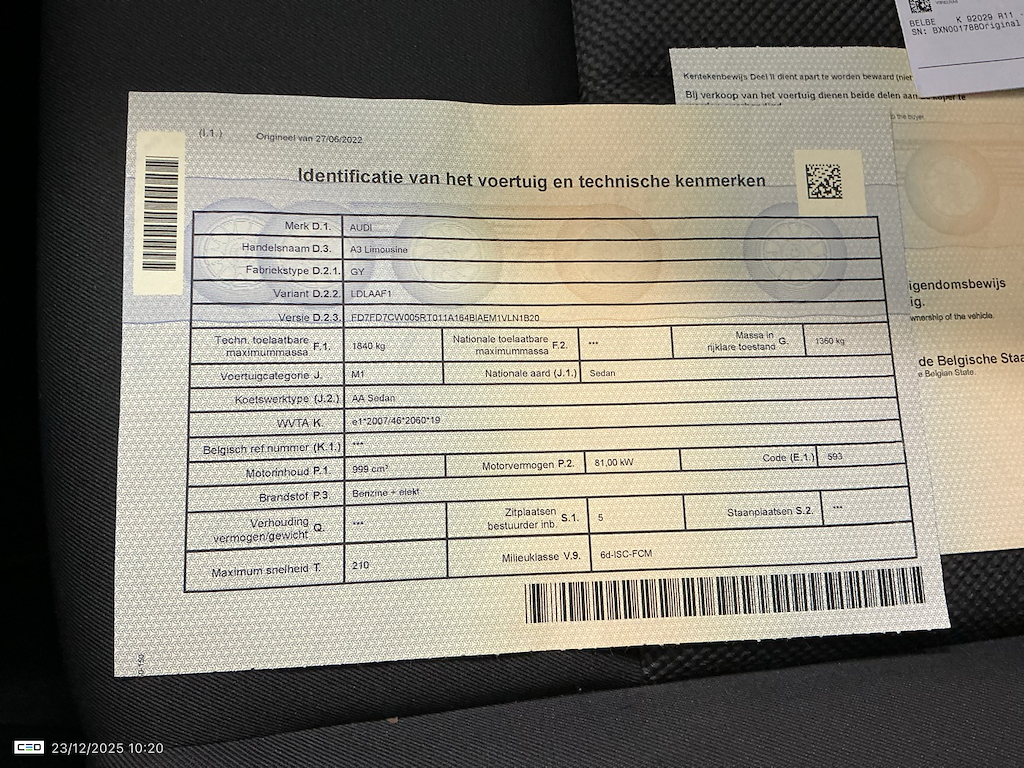 BELBE K 92029 R11
SN: BXN001788Original
Kentekenbewijs Deel II dient apart te worden bewaard (niet
Bij verkoop van het voertuig dienen beide delen aan
o the buyer.
(I.1.) Origineel van 27/06/2022
Identificatie van het voertuig en technische kenmerken
Merk D.1. AUDI
Handelsnaam D.3. A3 Limousine
Fabriekstype D.2.1. GY
Variant D.2.2. LDLAAF1
Versie D.2.3. FD7FD7CW005RT011A164BIAEM1VLN1B20
Techn. toelaatbare maximummassa F.1. 1840 kg Nationale toelaatbare maximummassa F.2. *** Massa in rijklare toestand G. 1360 kg
Voertuigcategorie J. M1 Nationale aard (J.1.) Sedan
Koetswerktype (J.2.) AA Sedan
WVTA K. e1*2007/46*2060*19
Belgisch ref.nummer (K.1.) ***
Motorinhoud P.1. 999 cm³ Motorvermogen P.2. 81,00 kW Code (E.1.) 593
Brandstof P.3. Benzine + elekt
Verhouding vermogen/gewicht Q. *** Zitplaatsen bestuurder inb. S.1. 5 Staanplaatsen S.2. ***
Maximum snelheid T. 210 Milieuklasse V.9. 6d-ISC-FCM
igendomsbewijs
ig.
wnership of the vehicle.
de Belgische Staa
e Belgian State.
CEO 23/12/2025 10:20